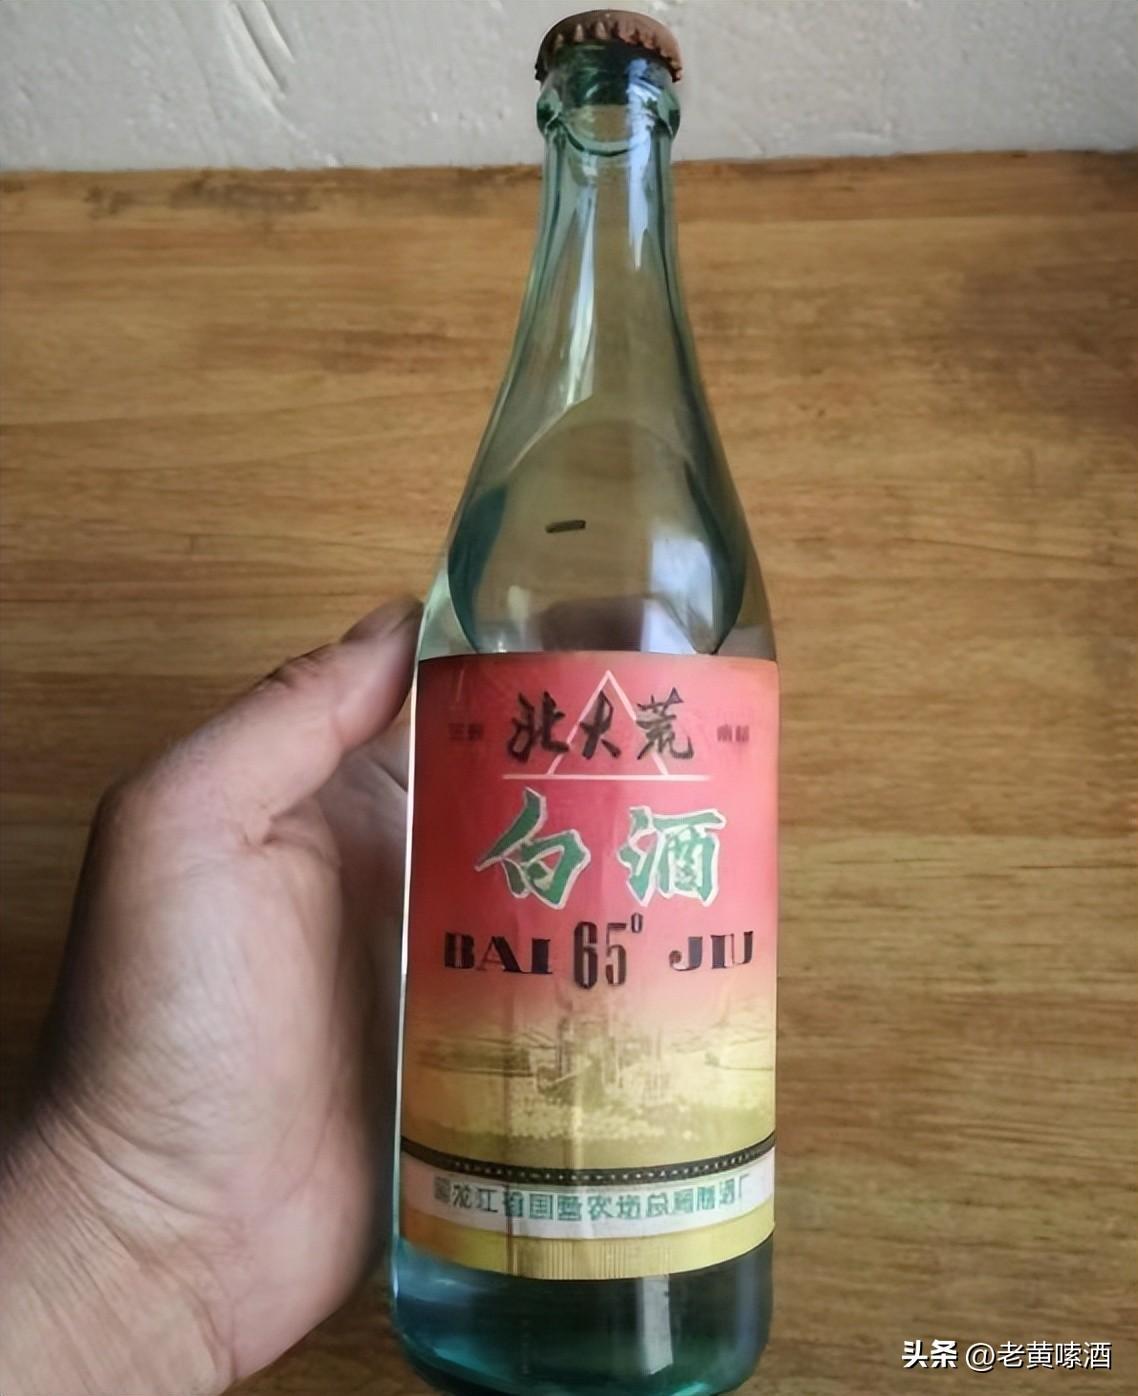 北大荒
白酒
BAI 65° JIU
黑龙江省国营农场总局酿酒厂
头条 @老黄嗦酒